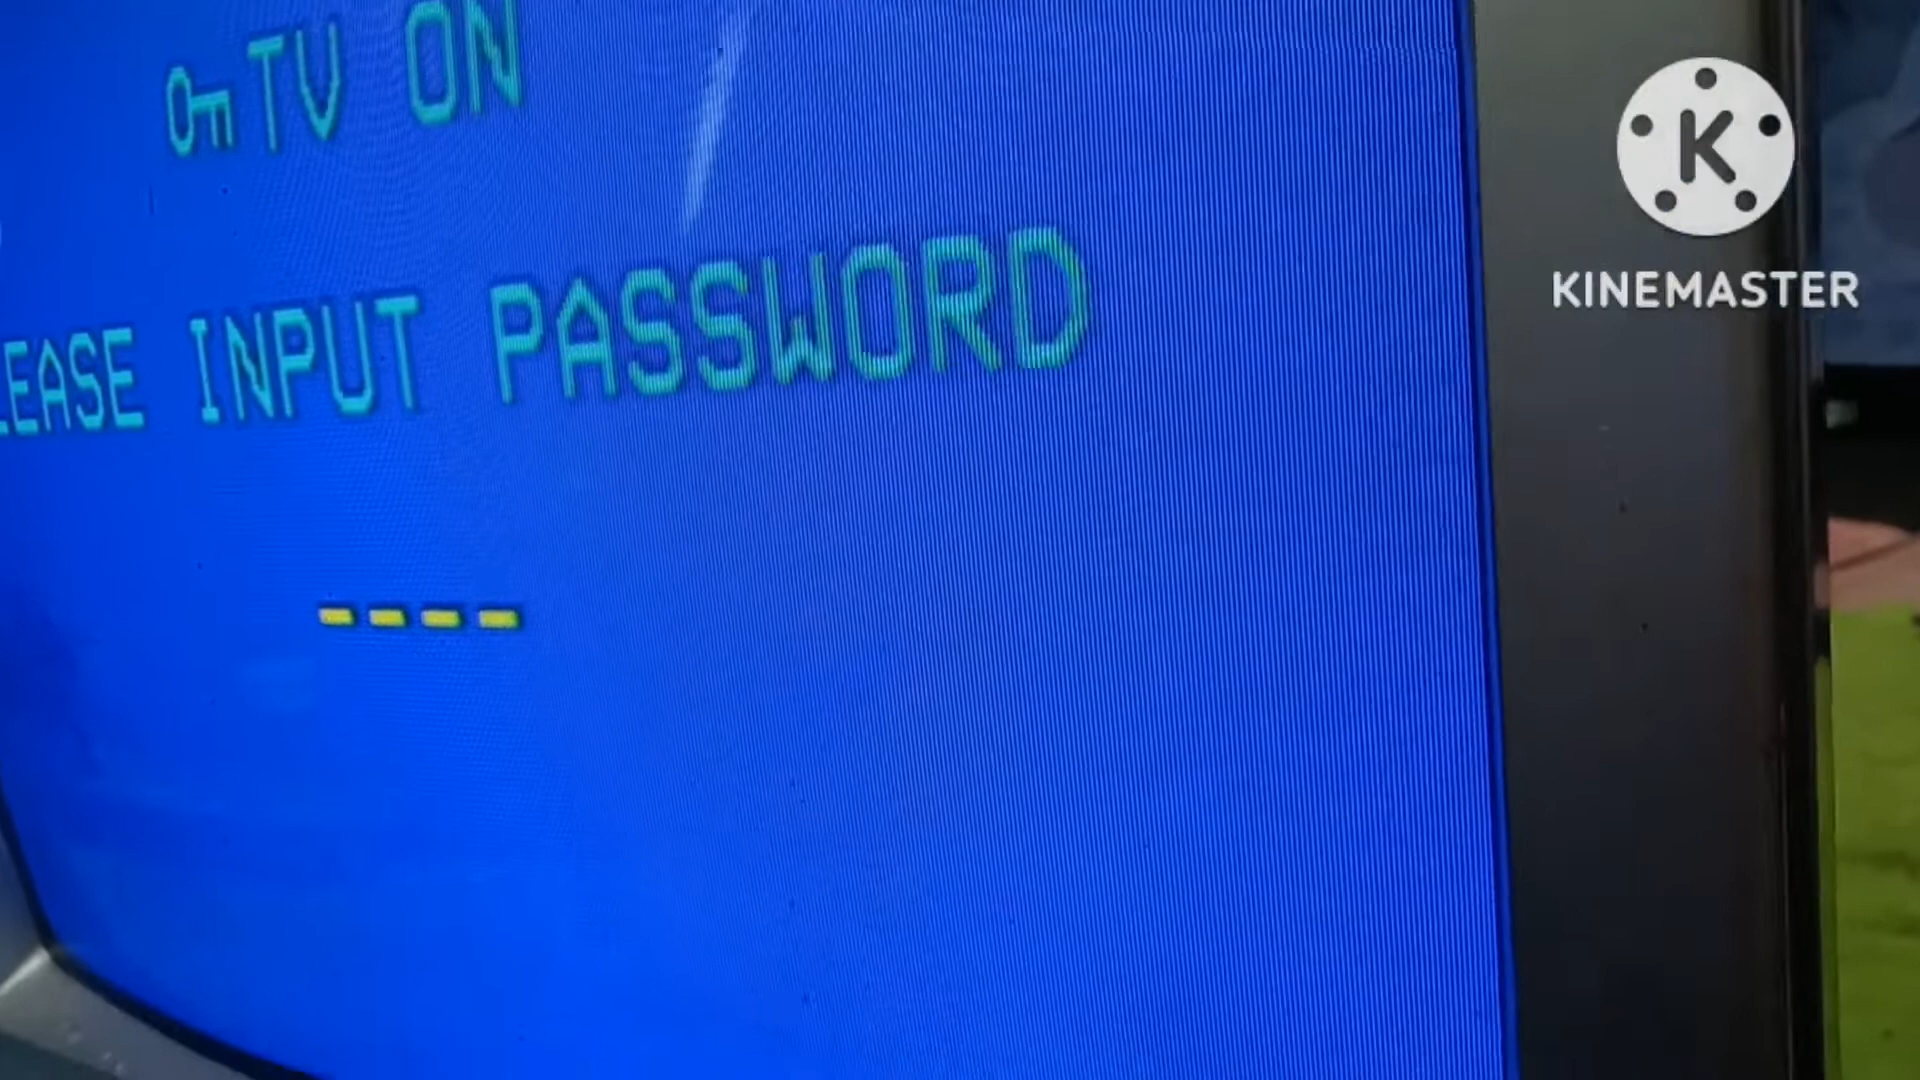 TV ON
LEASE INPUT PASSWORD
----
K
KINEMASTER